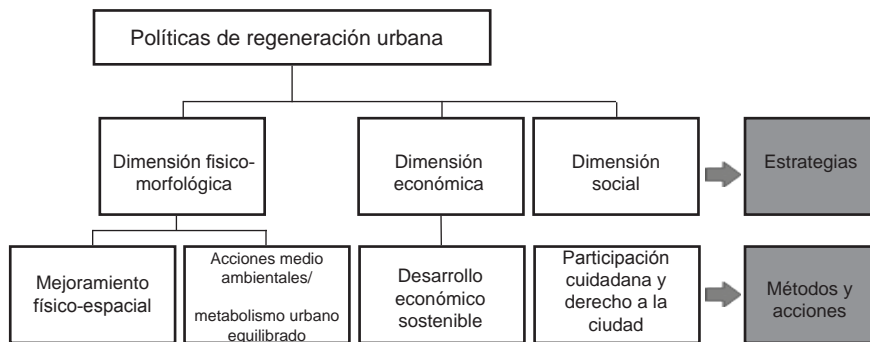 Políticas de regeneración urbana
Dimensión fisico-
morfológica
Dimensión
económica
Dimensión
social
Estrategias
Mejoramiento
físico-espacial
Acciones medio
ambientales/
metabolismo urbano
equilibrado
Desarrollo
económico
sostenible
Participación
cuidadana y
derecho a la
ciudad
Métodos y
acciones